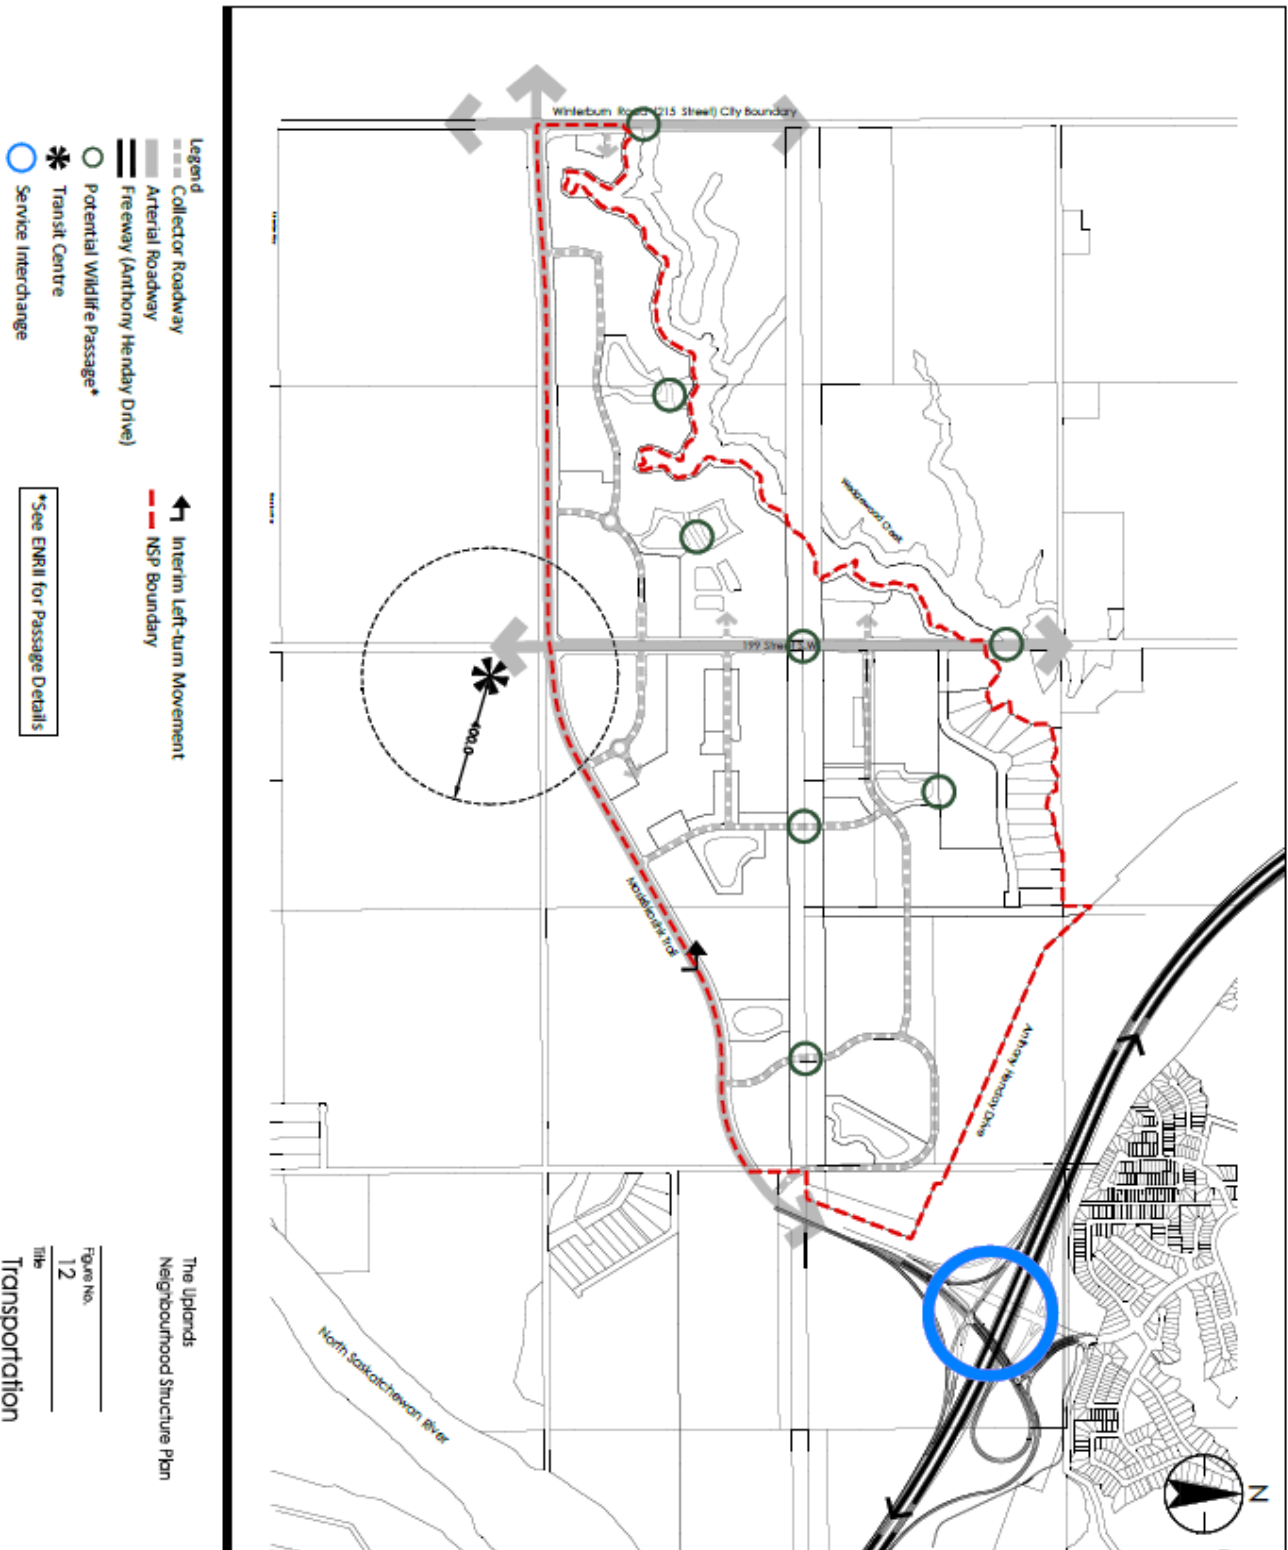 Winterburn Road (215 Street) City Boundary
Wedgewood Creek
199 Street S.W
400.0
Maskekosihk Trail
Anthony Henday Drive
North Saskatchewan River
N
Legend
Collector Roadway
Arterial Roadway
Freeway (Anthony Henday Drive)
Potential Wildlife Passage*
Transit Centre
Service Interchange
Interim Left-turn Movement
NSP Boundary
*See ENRII for Passage Details
The Uplands
Neighbourhood Structure Plan
Figure No.
12
Title
Transportation